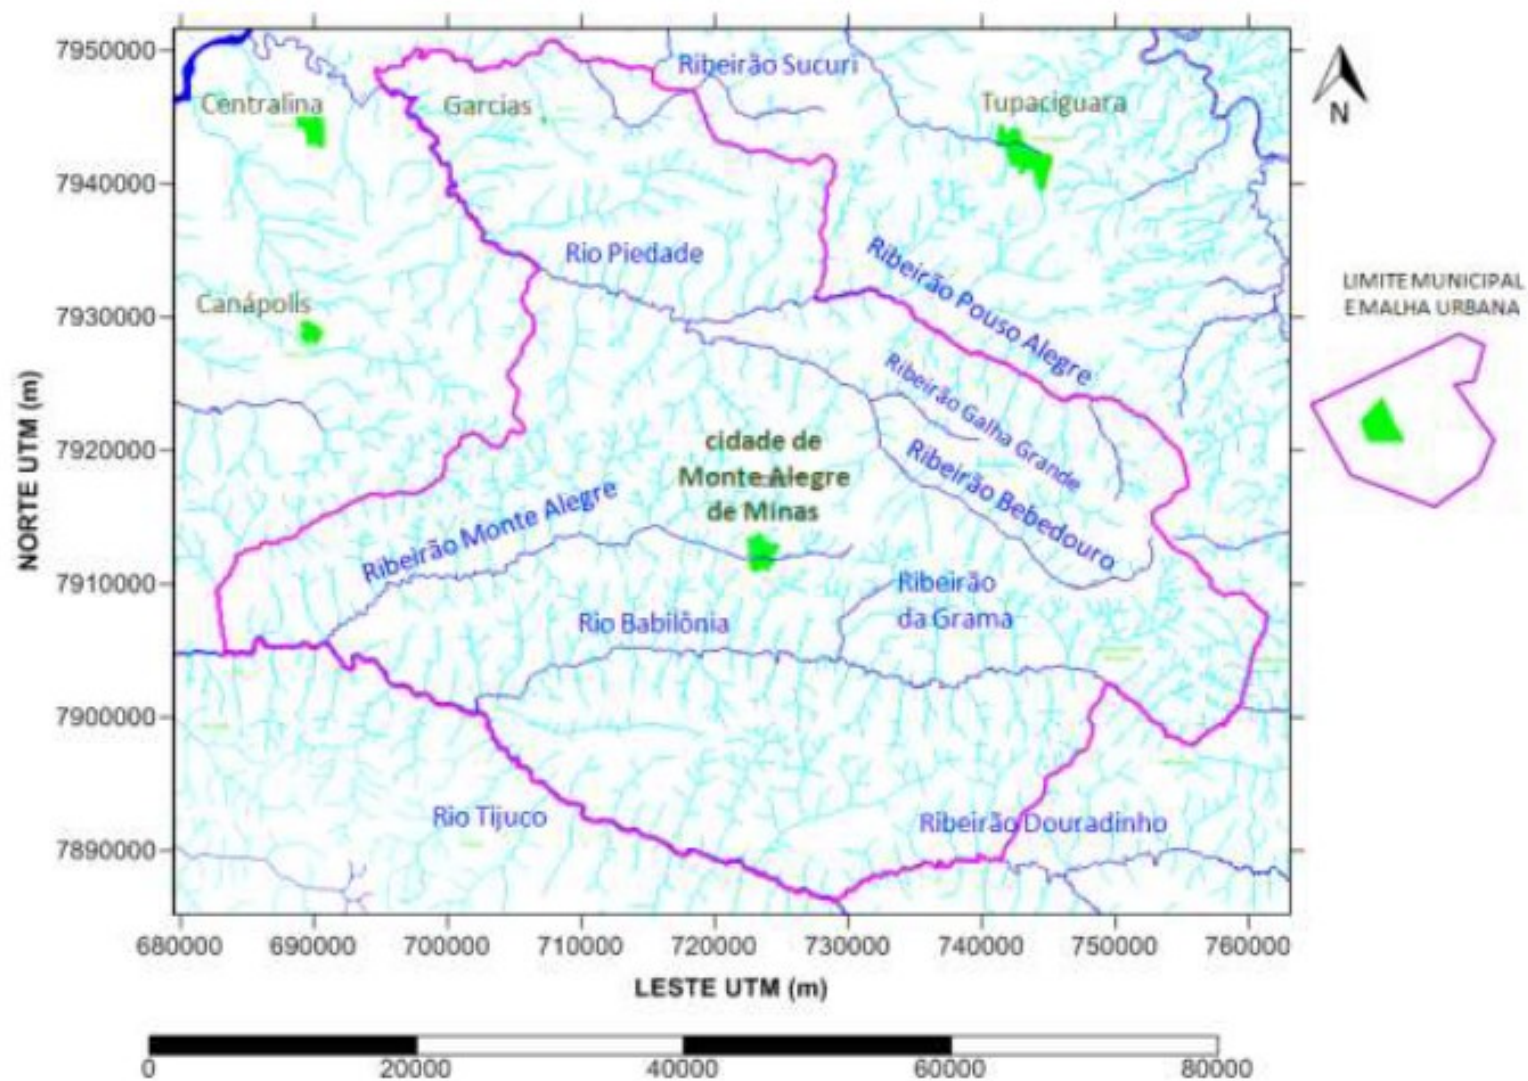 7950000
7940000
7930000
7920000
7910000
7900000
7890000
NORTE UTM (m)
Ribeirão Sucuri
Centralina
Garcias
Tupaciguara
N
Rio Piedade
Ribeirão Pouso Alegre
Canápolis
LIMITE MUNICIPAL
E MALHA URBANA
Ribeirão Galha Grande
cidade de
Monte Alegre
de Minas
Ribeirão Bebedouro
Ribeirão Monte Alegre
Ribeirão
da Grama
Rio Babilônia
Rio Tijuco
Ribeirão Douradinho
680000 690000 700000 710000 720000 730000 740000 750000 760000
LESTE UTM (m)
0 20000 40000 60000 80000